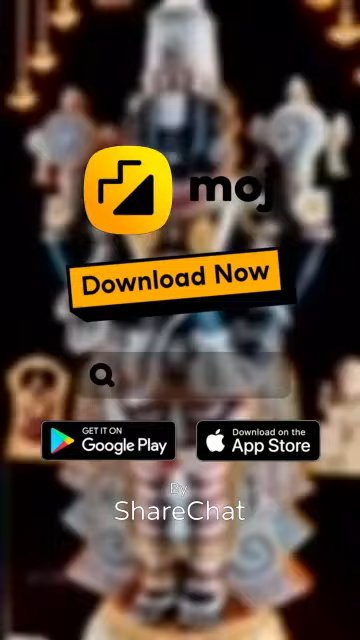 moj
Download Now
GET IT ON
Google Play
Download on the
App Store
By
ShareChat